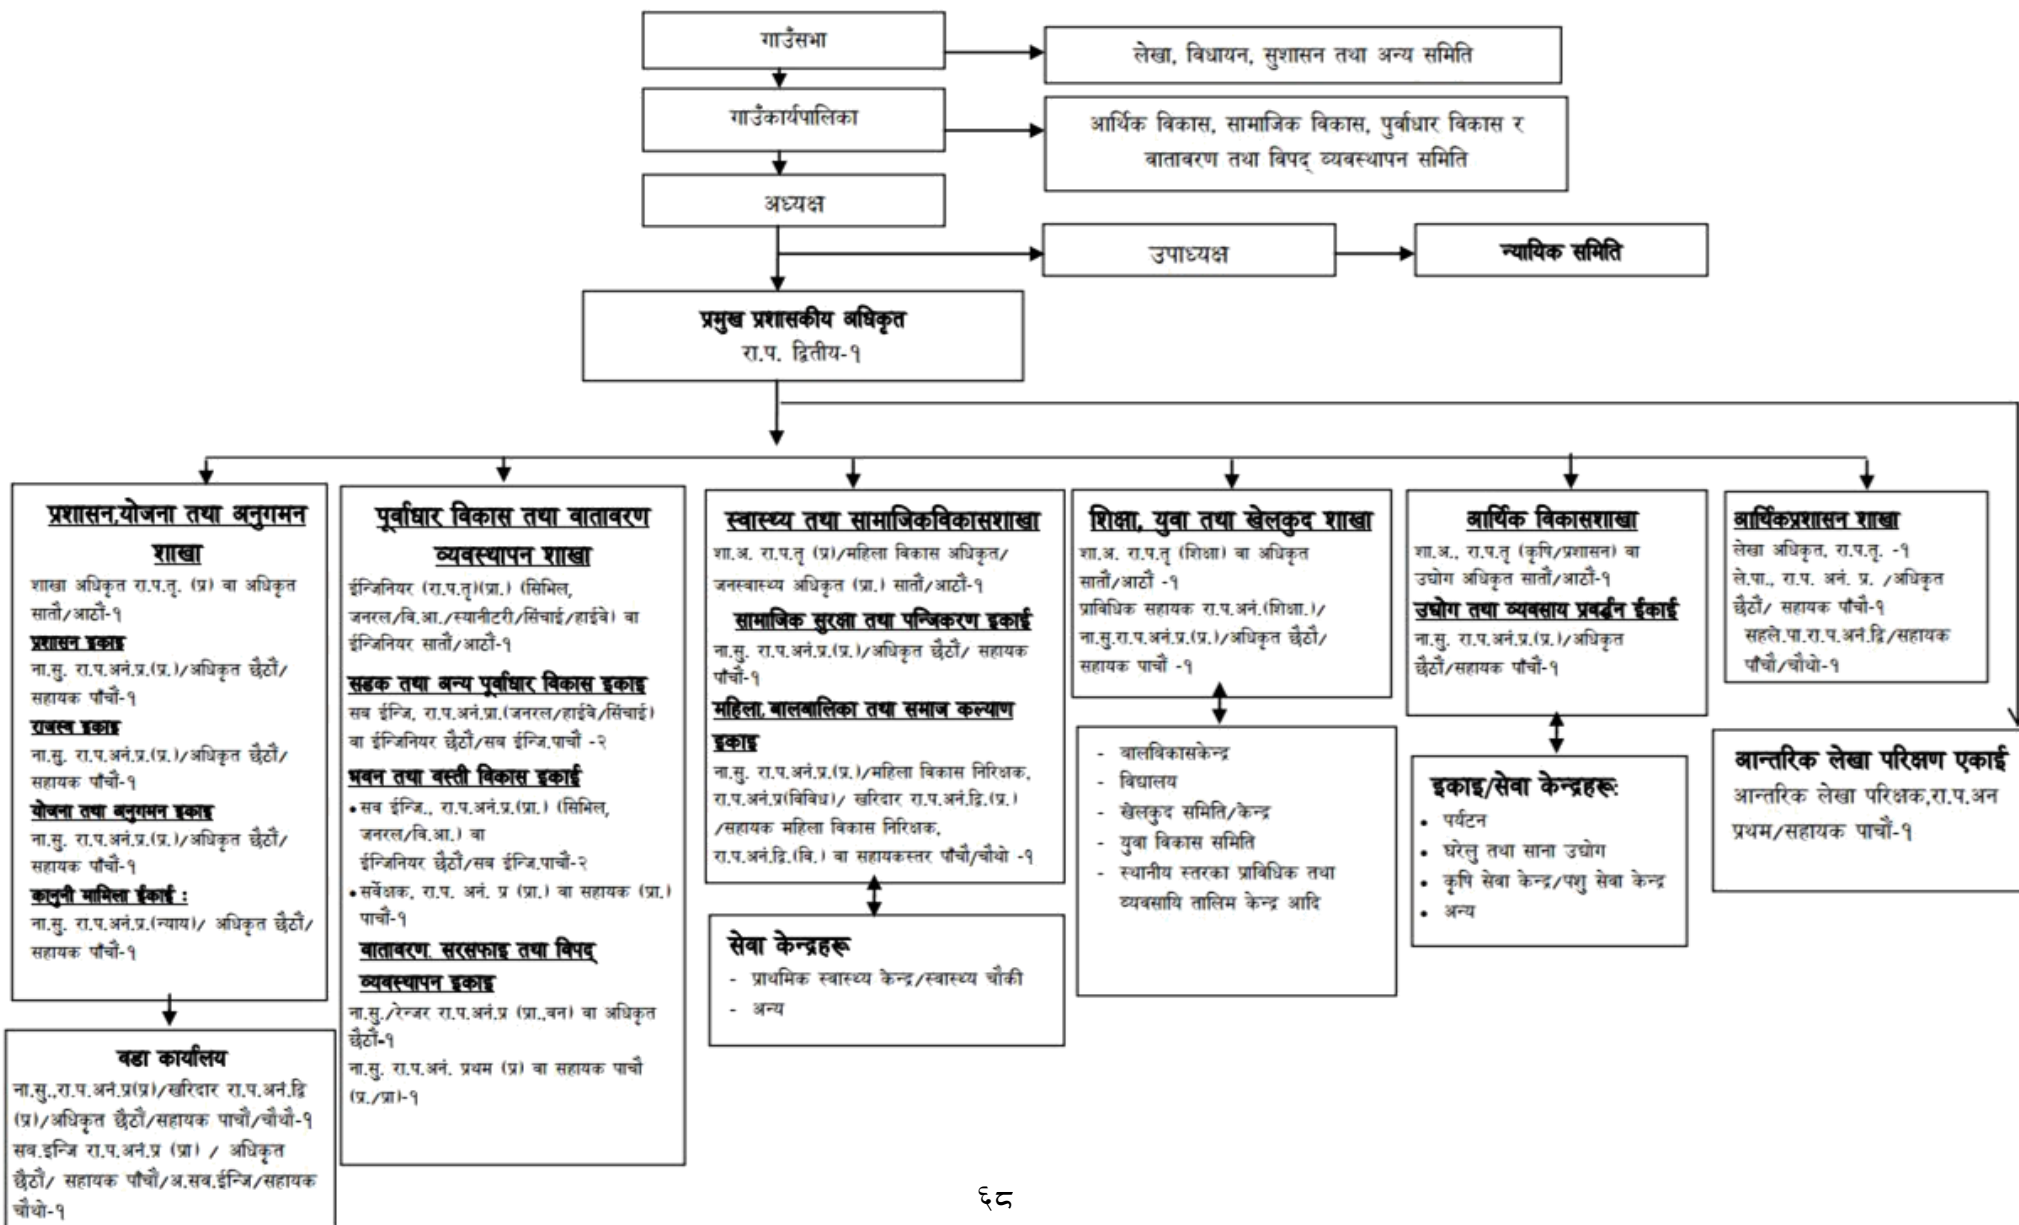 गाउँसभा
लेखा, विधायन, सुशासन तथा अन्य समिति
गाउँकार्यपालिका
आर्थिक विकास, सामाजिक विकास, पुर्वाधार विकास र
वातावरण तथा विपद् व्यवस्थापन समिति
अध्यक्ष
उपाध्यक्ष
न्यायिक समिति
प्रमुख प्रशासकीय अधिकृत
रा.प. द्वितीय-१
प्रशासन,योजना तथा अनुगमन
शाखा
शाखा अधिकृत रा.प.तृ. (प्र) वा अधिकृत
सातौ/आठौं-१
प्रशासन इकाइ
ना.सु. रा.प.अनं.प्र.(प्र.)/अधिकृत छैठौं/
सहायक पाँचौं-१
राजस्व इकाइ
ना.सु. रा.प.अनं.प्र.(प्र.)/अधिकृत छैठौं/
सहायक पाँचौं-१
योजना तथा अनुगमन इकाइ
ना.सु. रा.प.अनं.प्र.(प्र.)/अधिकृत छैठौं/
सहायक पाँचौं-१
कानुनी मामिला ईकाई :
ना.सु. रा.प.अनं.प्र.(न्याय)/ अधिकृत छैठौं/
सहायक पाँचौं-१
वडा कार्यालय
ना.सु.,रा.प.अनं.प्र(प्र)/खरिदार रा.प.अनं.द्वि
(प्र)/अधिकृत छैठौं/सहायक पाचौं/चौथौ-१
सव.इन्जि रा.प.अनं.प्र (प्रा) / अधिकृत
छैठौं/ सहायक पाँचौं/अ.सव.ईन्जि/सहायक
चौथो-१
पूर्वाधार विकास तथा वातावरण
व्यवस्थापन शाखा
ईन्जिनियर (रा.प.तृ)(प्रा.) (सिभिल,
जनरल/वि.आ./स्यानीटरी/सिंचाई/हाईवे) वा
ईन्जिनियर सातौं/आठौं-१
सडक तथा अन्य पूर्वाधार विकास इकाइ
सव ईन्जि, रा.प.अनं.प्रा.(जनरल/हाईवे/सिंचाई)
वा ईन्जिनियर छैठौं/सव ईन्जि.पाचौं -२
भवन तथा वस्ती विकास इकाई
•सव ईन्जि., रा.प.अनं.प्र.(प्रा.) (सिभिल,
जनरल/वि.आ.) वा
ईन्जिनियर छैठौं/सव ईन्जि.पाचौं-२
•सर्वेक्षक, रा.प. अनं. प्र (प्रा.) वा सहायक (प्रा.)
पाचौं-१
वातावरण. सरसफाइ तथा विपद्
व्यवस्थापन इकाइ
ना.सु./रेन्जर रा.प.अनं.प्र (प्रा.,वन) वा अधिकृत
छैठौं-१
ना.सु. रा.प.अनं. प्रथम (प्र) वा सहायक पाचौं
(प्र./प्रा)-१
स्वास्थ्य तथा सामाजिकविकासशाखा
शा.अ. रा.प.तृ (प्र)/महिला विकास अधिकृत/
जनस्वास्थ्य अधिकृत (प्रा.) सातौं/आठौं-१
सामाजिक सुरक्षा तथा पन्जिकरण इकाई
ना.सु. रा.प.अनं.प्र.(प्र.)/अधिकृत छैठौं/ सहायक
पाँचौं-१
महिला, बालबालिका तथा समाज कल्याण
इकाइ
ना.सु. रा.प.अनं.प्र.(प्र.)/महिला विकास निरिक्षक,
रा.प.अनं.प्र(विविध)/ खरिदार रा.प.अनं.द्वि.(प्र.)
/सहायक महिला विकास निरिक्षक,
रा.प.अनं.द्वि.(वि.) वा सहायकस्तर पाँचौं/चौथो -१
सेवा केन्द्रहरू
- प्राथमिक स्वास्थ्य केन्द्र/स्वास्थ्य चौकी
- अन्य
शिक्षा, युवा तथा खेलकुद शाखा
शा.अ. रा.प.तृ (शिक्षा) वा अधिकृत
सातौं/आठौं -१
प्राविधिक सहायक रा.प.अनं.(शिक्षा.)/
ना.सु.रा.प.अनं.प्र.(प्र.)/अधिकृत छैठौं/
सहायक पाचौं -१
- बालविकासकेन्द्र
- विद्यालय
- खेलकुद समिति/केन्द्र
- युवा विकास समिति
- स्थानीय स्तरका प्राविधिक तथा
व्यवसायि तालिम केन्द्र आदि
आर्थिक विकासशाखा
शा.अ., रा.प.तृ (कृषि/प्रशासन) वा
उद्योग अधिकृत सातौं/आठौं-१
उद्योग तथा व्यवसाय प्रवर्द्धन ईकाई
ना.सु. रा.प.अनं.प्र.(प्र.)/अधिकृत
छैठौं/सहायक पाँचौं-१
इकाइ/सेवा केन्द्रहरू:
• पर्यटन
• घरेलु तथा साना उद्योग
• कृषि सेवा केन्द्र/पशु सेवा केन्द्र
• अन्य
आर्थिकप्रशासन शाखा
लेखा अधिकृत, रा.प.तृ. -१
ले.पा., रा.प. अनं. प्र. /अधिकृत
छैठौं/ सहायक पाँचौं-१
सहले.पा.रा.प.अनं.द्वि/सहायक
पाँचौ/चौथो-१
आन्तरिक लेखा परिक्षण एकाई
आन्तरिक लेखा परिक्षक,रा.प.अन
प्रथम/सहायक पाचौं-१
६८